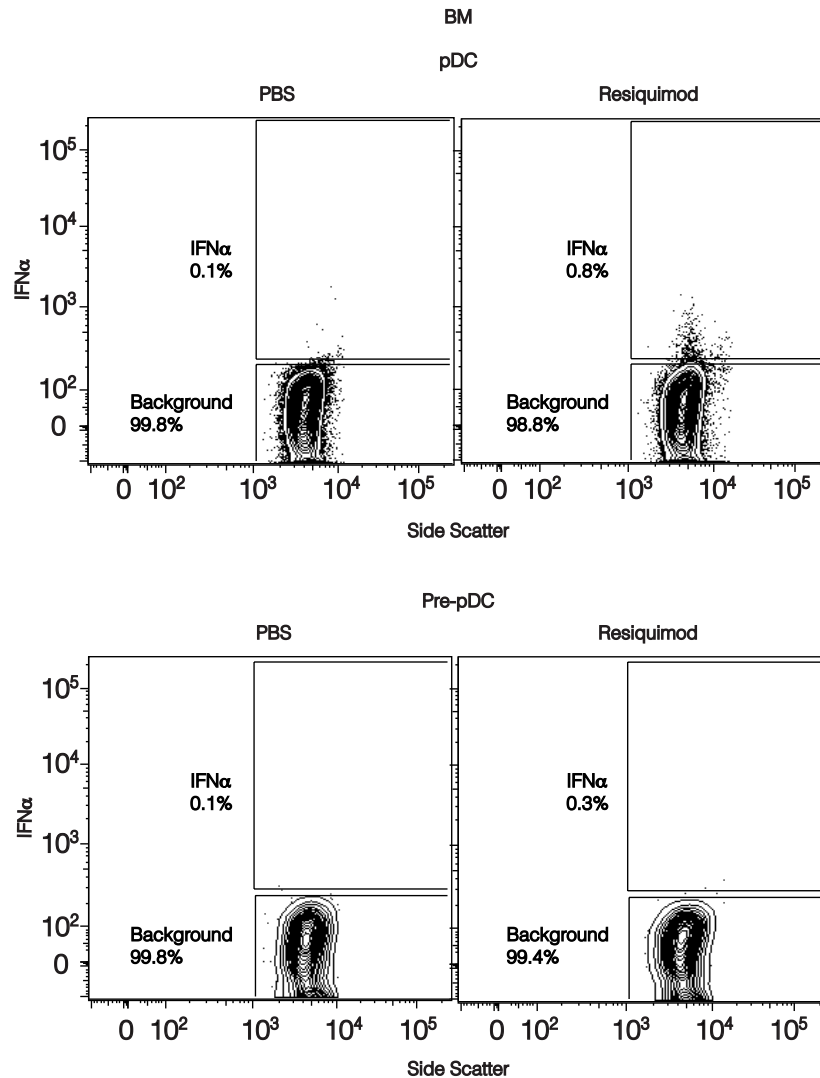 BM
pDC
PBS Resiquimod
IFNα
10⁵ 10⁴ 10³ 10² 0
IFNα
0.1%
Background
99.8%
IFNα
0.8%
Background
98.8%
0 10² 10³ 10⁴ 10⁵ 0 10² 10³ 10⁴ 10⁵
Side Scatter
Pre-pDC
PBS Resiquimod
IFNα
10⁵ 10⁴ 10³ 10² 0
IFNα
0.1%
Background
99.8%
IFNα
0.3%
Background
99.4%
0 10² 10³ 10⁴ 10⁵ 0 10² 10³ 10⁴ 10⁵
Side Scatter